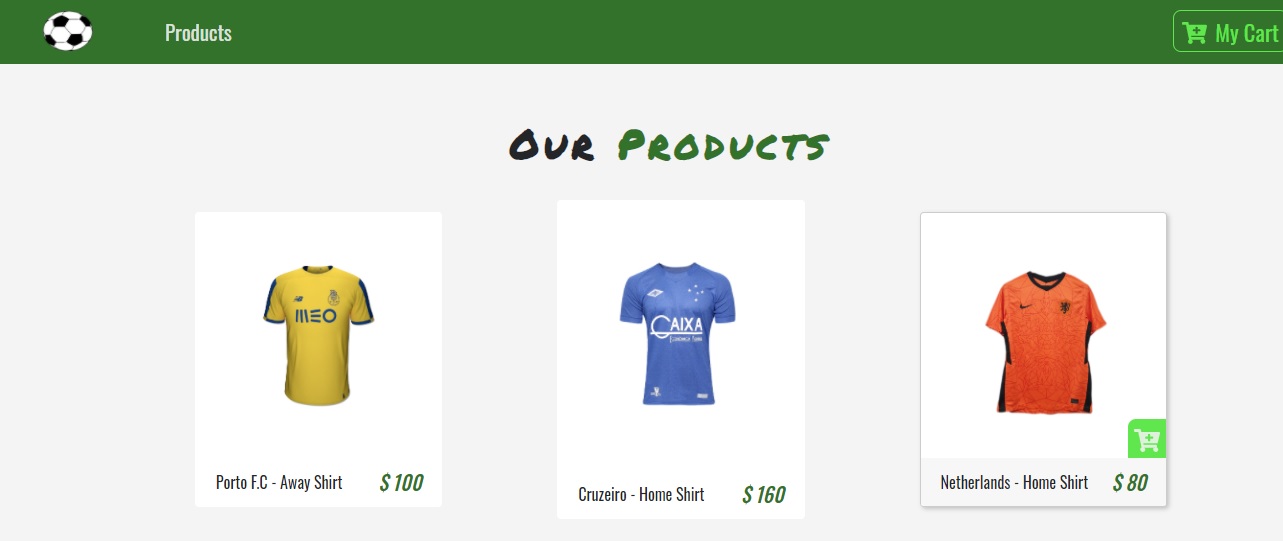 Products
My Cart
Our Products
MEO
CAIXA
Porto F.C - Away Shirt
$ 100
Cruzeiro - Home Shirt
$ 160
Netherlands - Home Shirt
$ 80